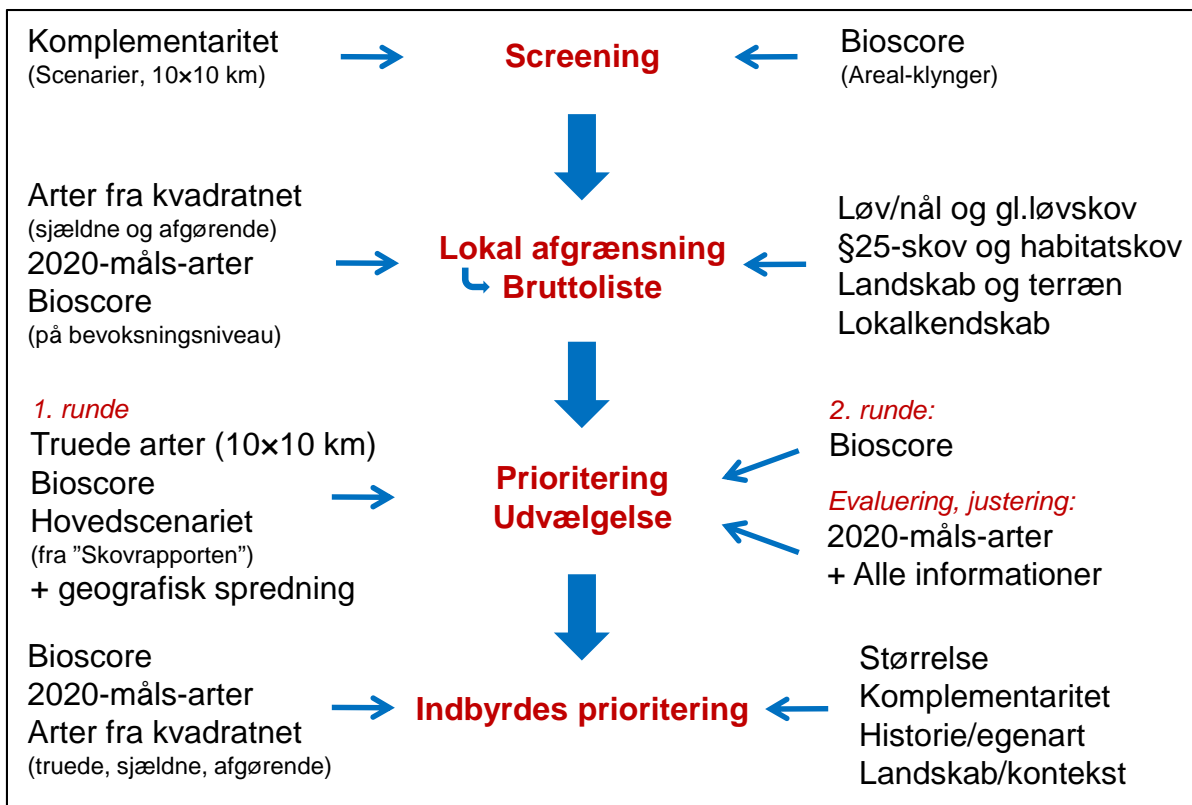 Komplementaritet
(Scenarier, 10×10 km)
Screening
Bioscore
(Areal-klynger)
Arter fra kvadratnet
(sjældne og afgørende)
2020-måls-arter
Bioscore
(på bevoksningsniveau)
Lokal afgrænsning
Bruttoliste
Løv/nål og gl.løvskov
§25-skov og habitatskov
Landskab og terræn
Lokalkendskab
1. runde
Truede arter (10×10 km)
Bioscore
Hovedscenariet
(fra ”Skovrapporten”)
+ geografisk spredning
Prioritering
Udvælgelse
2. runde:
Bioscore
Evaluering, justering:
2020-måls-arter
+ Alle informationer
Bioscore
2020-måls-arter
Arter fra kvadratnet
(truede, sjældne, afgørende)
Indbyrdes prioritering
Størrelse
Komplementaritet
Historie/egenart
Landskab/kontekst